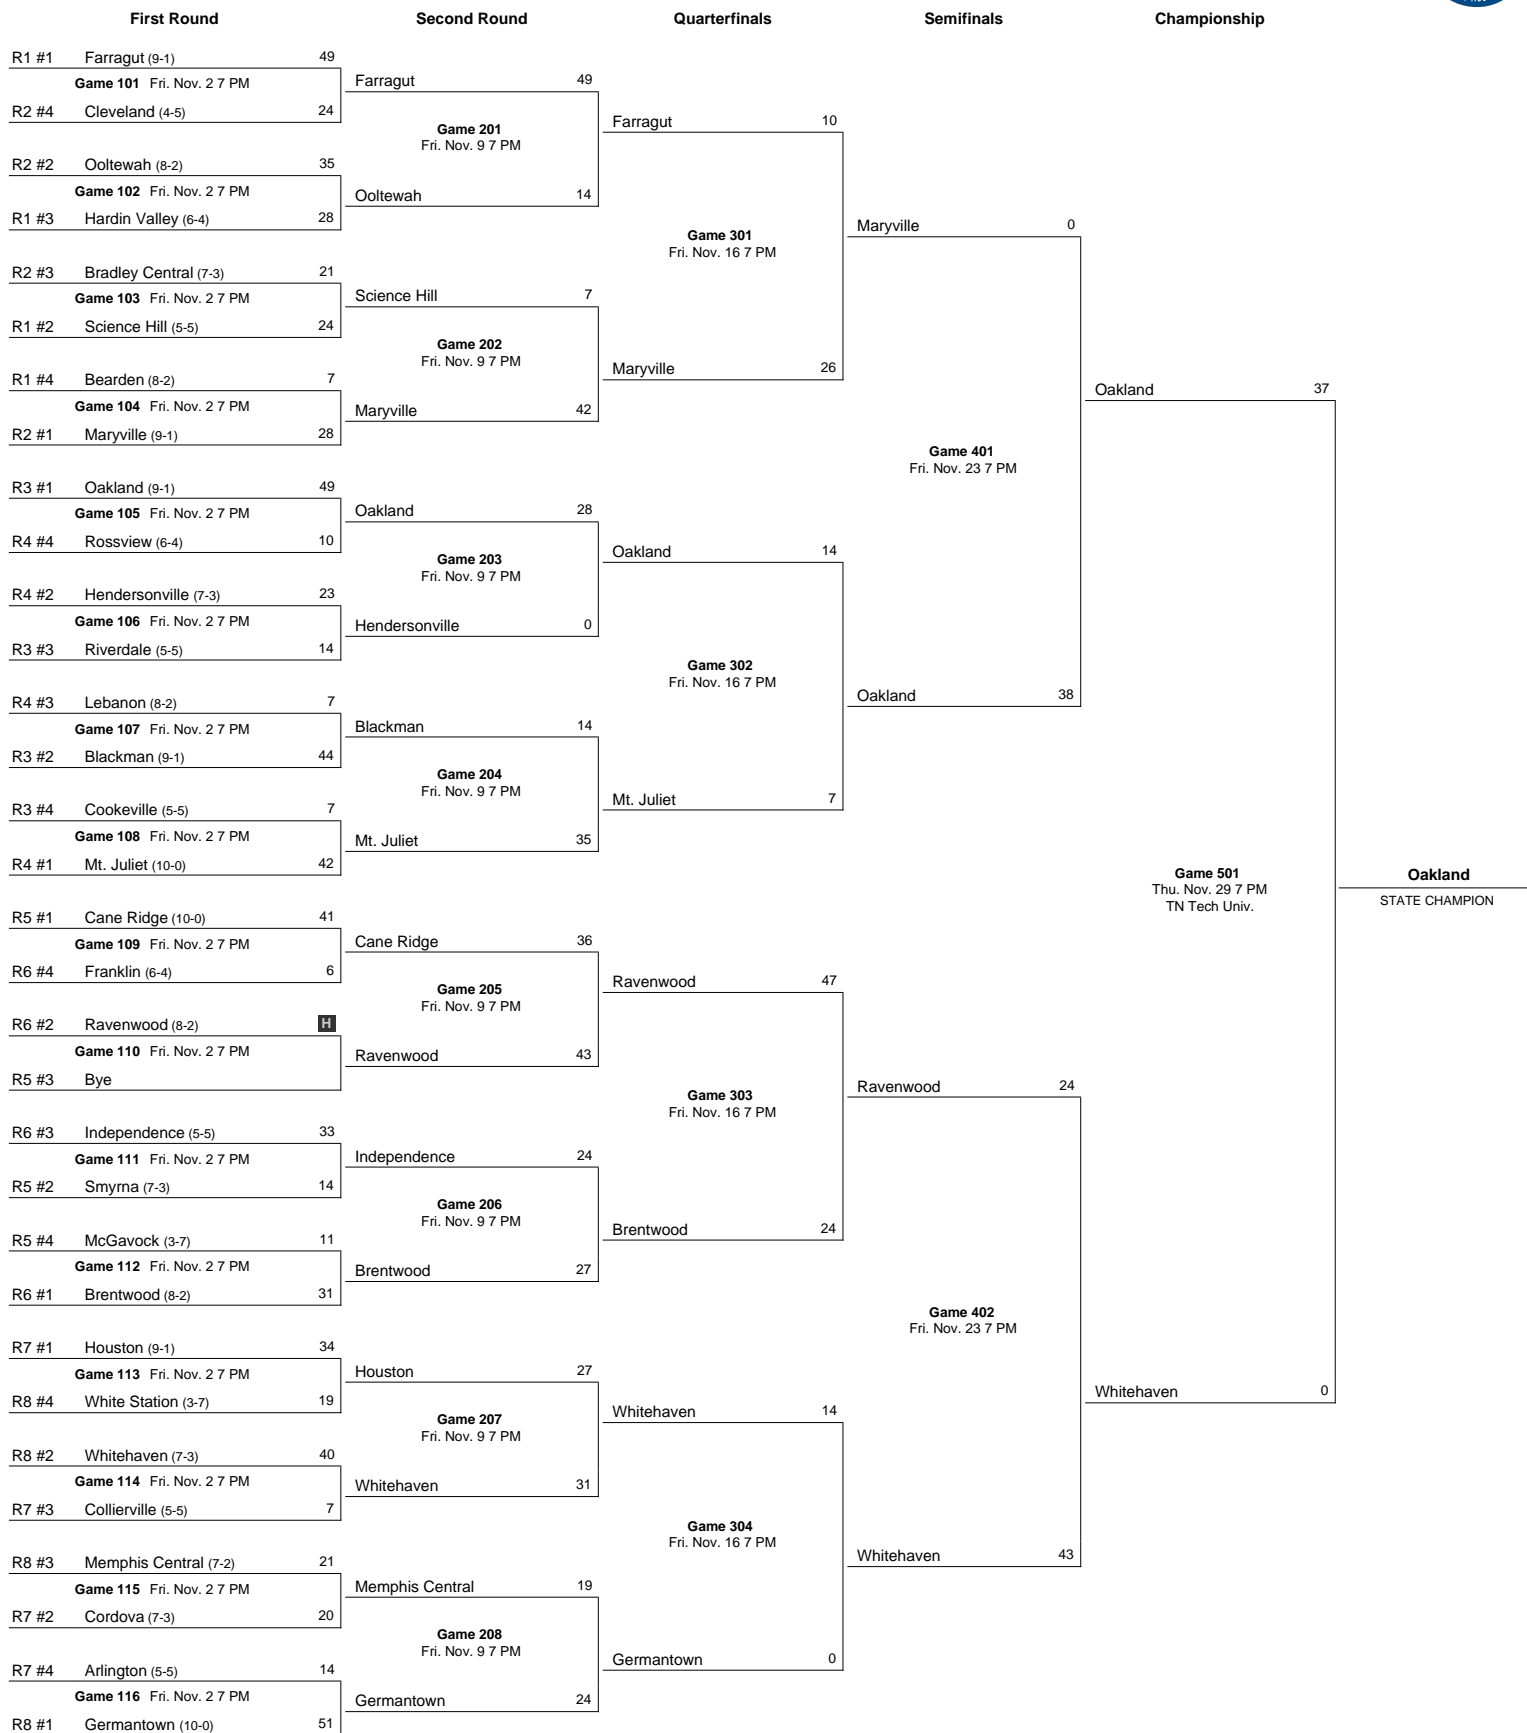 First Round Second Round Quarterfinals Semifinals Championship
R1 #1 Farragut (9-1) 49
Game 101 Fri. Nov. 2 7 PM
R2 #4 Cleveland (4-5) 24
R2 #2 Ooltewah (8-2) 35
Game 102 Fri. Nov. 2 7 PM
R1 #3 Hardin Valley (6-4) 28
R2 #3 Bradley Central (7-3) 21
Game 103 Fri. Nov. 2 7 PM
R1 #2 Science Hill (5-5) 24
R1 #4 Bearden (8-2) 7
Game 104 Fri. Nov. 2 7 PM
R2 #1 Maryville (9-1) 28
R3 #1 Oakland (9-1) 49
Game 105 Fri. Nov. 2 7 PM
R4 #4 Rossview (6-4) 10
R4 #2 Hendersonville (7-3) 23
Game 106 Fri. Nov. 2 7 PM
R3 #3 Riverdale (5-5) 14
R4 #3 Lebanon (8-2) 7
Game 107 Fri. Nov. 2 7 PM
R3 #2 Blackman (9-1) 44
R3 #4 Cookeville (5-5) 7
Game 108 Fri. Nov. 2 7 PM
R4 #1 Mt. Juliet (10-0) 42
R5 #1 Cane Ridge (10-0) 41
Game 109 Fri. Nov. 2 7 PM
R6 #4 Franklin (6-4) 6
R6 #2 Ravenwood (8-2) H
Game 110 Fri. Nov. 2 7 PM
R5 #3 Bye
R6 #3 Independence (5-5) 33
Game 111 Fri. Nov. 2 7 PM
R5 #2 Smyrna (7-3) 14
R5 #4 McGavock (3-7) 11
Game 112 Fri. Nov. 2 7 PM
R6 #1 Brentwood (8-2) 31
R7 #1 Houston (9-1) 34
Game 113 Fri. Nov. 2 7 PM
R8 #4 White Station (3-7) 19
R8 #2 Whitehaven (7-3) 40
Game 114 Fri. Nov. 2 7 PM
R7 #3 Collierville (5-5) 7
R8 #3 Memphis Central (7-2) 21
Game 115 Fri. Nov. 2 7 PM
R7 #2 Cordova (7-3) 20
R7 #4 Arlington (5-5) 14
Game 116 Fri. Nov. 2 7 PM
R8 #1 Germantown (10-0) 51
Farragut 49
Game 201
Fri. Nov. 9 7 PM
Ooltewah 14
Science Hill 7
Game 202
Fri. Nov. 9 7 PM
Maryville 42
Oakland 28
Game 203
Fri. Nov. 9 7 PM
Hendersonville 0
Blackman 14
Game 204
Fri. Nov. 9 7 PM
Mt. Juliet 35
Cane Ridge 36
Game 205
Fri. Nov. 9 7 PM
Ravenwood 43
Independence 24
Game 206
Fri. Nov. 9 7 PM
Brentwood 27
Houston 27
Game 207
Fri. Nov. 9 7 PM
Whitehaven 31
Memphis Central 19
Game 208
Fri. Nov. 9 7 PM
Germantown 24
Farragut 10
Game 301
Fri. Nov. 16 7 PM
Maryville 26
Oakland 14
Game 302
Fri. Nov. 16 7 PM
Mt. Juliet 7
Ravenwood 47
Game 303
Fri. Nov. 16 7 PM
Brentwood 24
Whitehaven 14
Game 304
Fri. Nov. 16 7 PM
Germantown 0
Maryville 0
Game 401
Fri. Nov. 23 7 PM
Oakland 38
Ravenwood 24
Game 402
Fri. Nov. 23 7 PM
Whitehaven 43
Oakland 37
Game 501
Thu. Nov. 29 7 PM
TN Tech Univ.
Whitehaven 0
Oakland
STATE CHAMPION